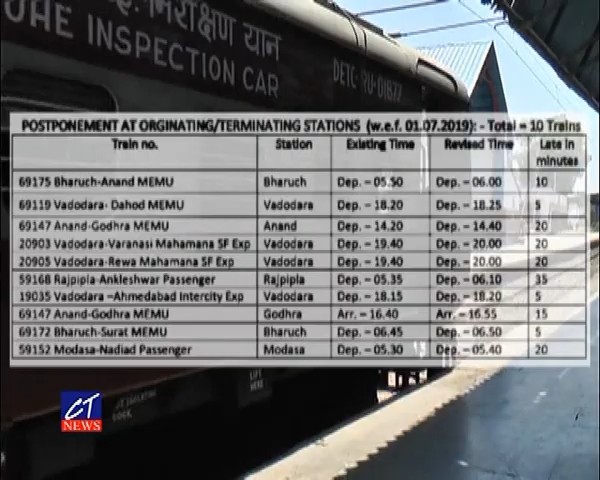 निरीक्षण यान
INSPECTION CAR
POSTPONEMENT AT ORGINATING/TERMINATING STATIONS (w.e.f. 01.07.2019): - Total = 10 Trains
Train no. Station Existing Time Revised Time Late in minutes
69175 Bharuch-Anand MEMU Bharuch Dep. – 05.50 Dep. – 06.00 10
69119 Vadodara- Dahod MEMU Vadodara Dep. – 18.20 Dep. – 18.25 5
69147 Anand-Godhra MEMU Anand Dep. – 14.20 Dep. – 14.40 20
20903 Vadodara-Varanasi Mahamana SF Exp Vadodara Dep. – 19.40 Dep. – 20.00 20
20905 Vadodara-Rewa Mahamana SF Exp Vadodara Dep. – 19.40 Dep. – 20.00 20
59168 Rajpipla-Ankleshwar Passenger Rajpipla Dep. – 05.35 Dep. – 06.10 35
19035 Vadodara –Ahmedabad Intercity Exp Vadodara Dep. – 18.15 Dep. – 18.20 5
69147 Anand-Godhra MEMU Godhra Arr. – 16.40 Arr. – 16.55 15
69172 Bharuch-Surat MEMU Bharuch Dep. – 06.45 Dep. – 06.50 5
59152 Modasa-Nadiad Passenger Modasa Dep. – 05.30 Dep. – 05.40 20
LIFT
HERE
CT
NEWS